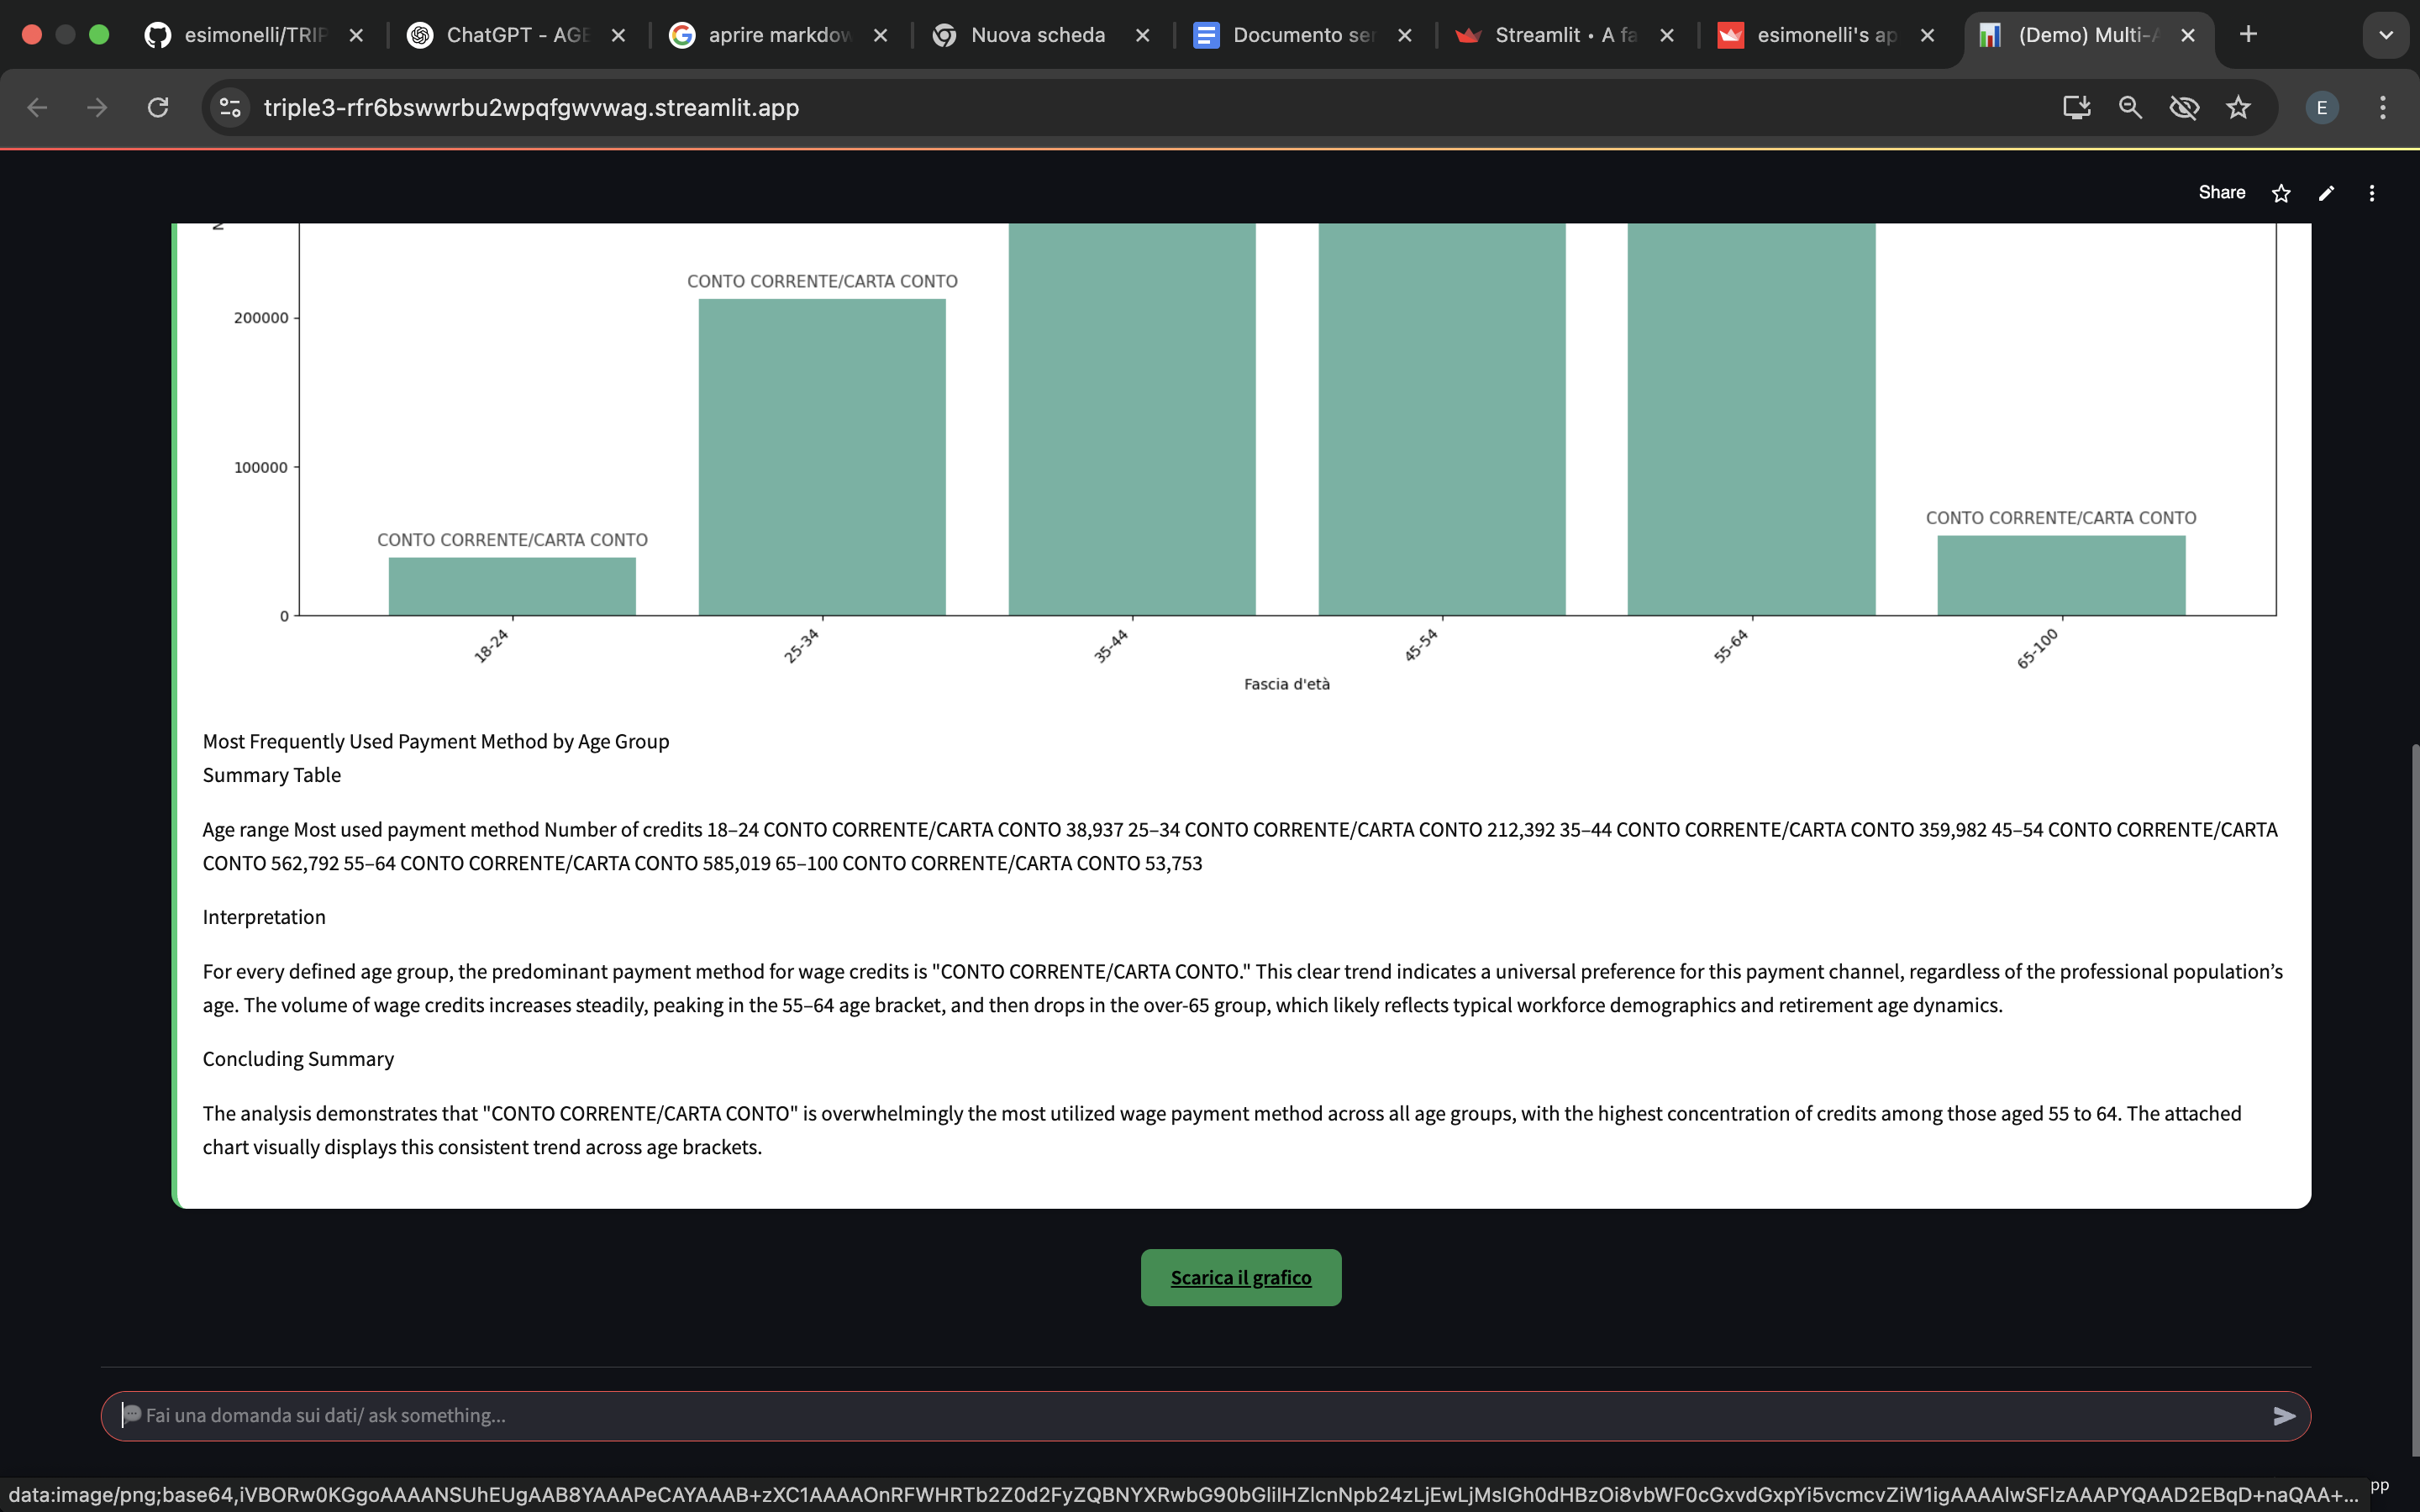 esimonelli/TRIP
ChatGPT - AGE
aprire markdow
Nuova scheda
Documento ser
Streamlit • A fa
esimonelli's ap
(Demo) Multi-A
triple3-rfr6bswwrbu2wpqfgwvwag.streamlit.app
E
Share
N
CONTO CORRENTE/CARTA CONTO
200000
100000
CONTO CORRENTE/CARTA CONTO
CONTO CORRENTE/CARTA CONTO
0
18-24
25-34
35-44
45-54
55-64
65-100
Fascia d'età
Most Frequently Used Payment Method by Age Group
Summary Table
Age range Most used payment method Number of credits 18–24 CONTO CORRENTE/CARTA CONTO 38,937 25–34 CONTO CORRENTE/CARTA CONTO 212,392 35–44 CONTO CORRENTE/CARTA CONTO 359,982 45–54 CONTO CORRENTE/CARTA
CONTO 562,792 55–64 CONTO CORRENTE/CARTA CONTO 585,019 65–100 CONTO CORRENTE/CARTA CONTO 53,753
Interpretation
For every defined age group, the predominant payment method for wage credits is "CONTO CORRENTE/CARTA CONTO." This clear trend indicates a universal preference for this payment channel, regardless of the professional population’s
age. The volume of wage credits increases steadily, peaking in the 55–64 age bracket, and then drops in the over-65 group, which likely reflects typical workforce demographics and retirement age dynamics.
Concluding Summary
The analysis demonstrates that "CONTO CORRENTE/CARTA CONTO" is overwhelmingly the most utilized wage payment method across all age groups, with the highest concentration of credits among those aged 55 to 64. The attached
chart visually displays this consistent trend across age brackets.
Scarica il grafico
Fai una domanda sui dati/ ask something...
pp